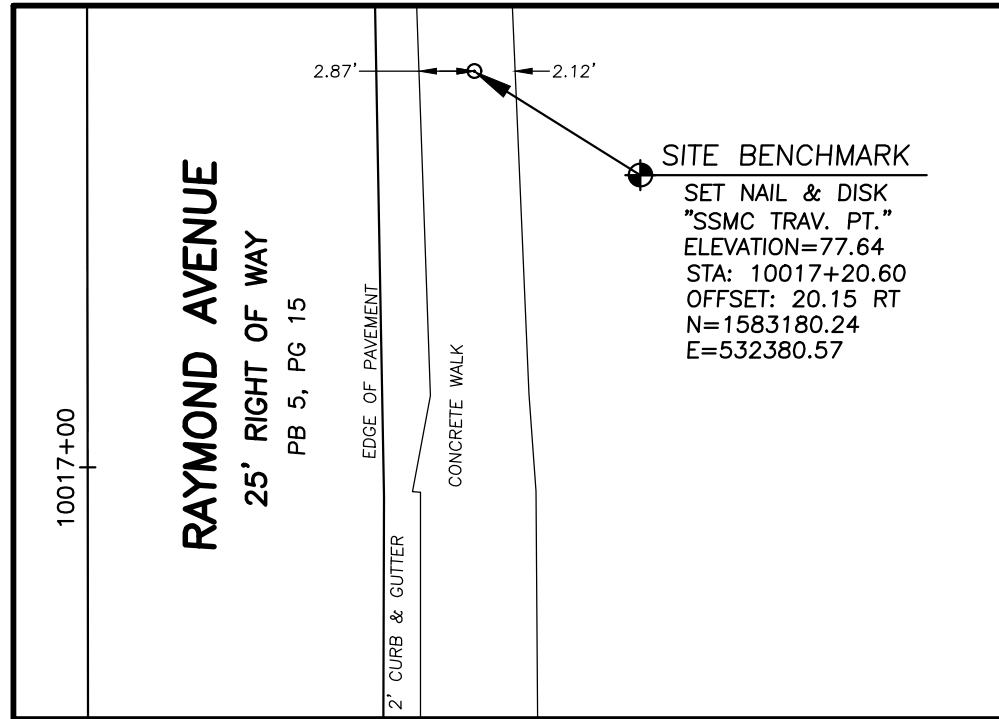 2.87'
2.12'
SITE BENCHMARK
SET NAIL & DISK
"SSMC TRAV. PT."
ELEVATION=77.64
STA: 10017+20.60
OFFSET: 20.15 RT
N=1583180.24
E=532380.57
10017+00
RAYMOND AVENUE
25' RIGHT OF WAY
PB 5, PG 15
EDGE OF PAVEMENT
2' CURB & GUTTER
CONCRETE WALK